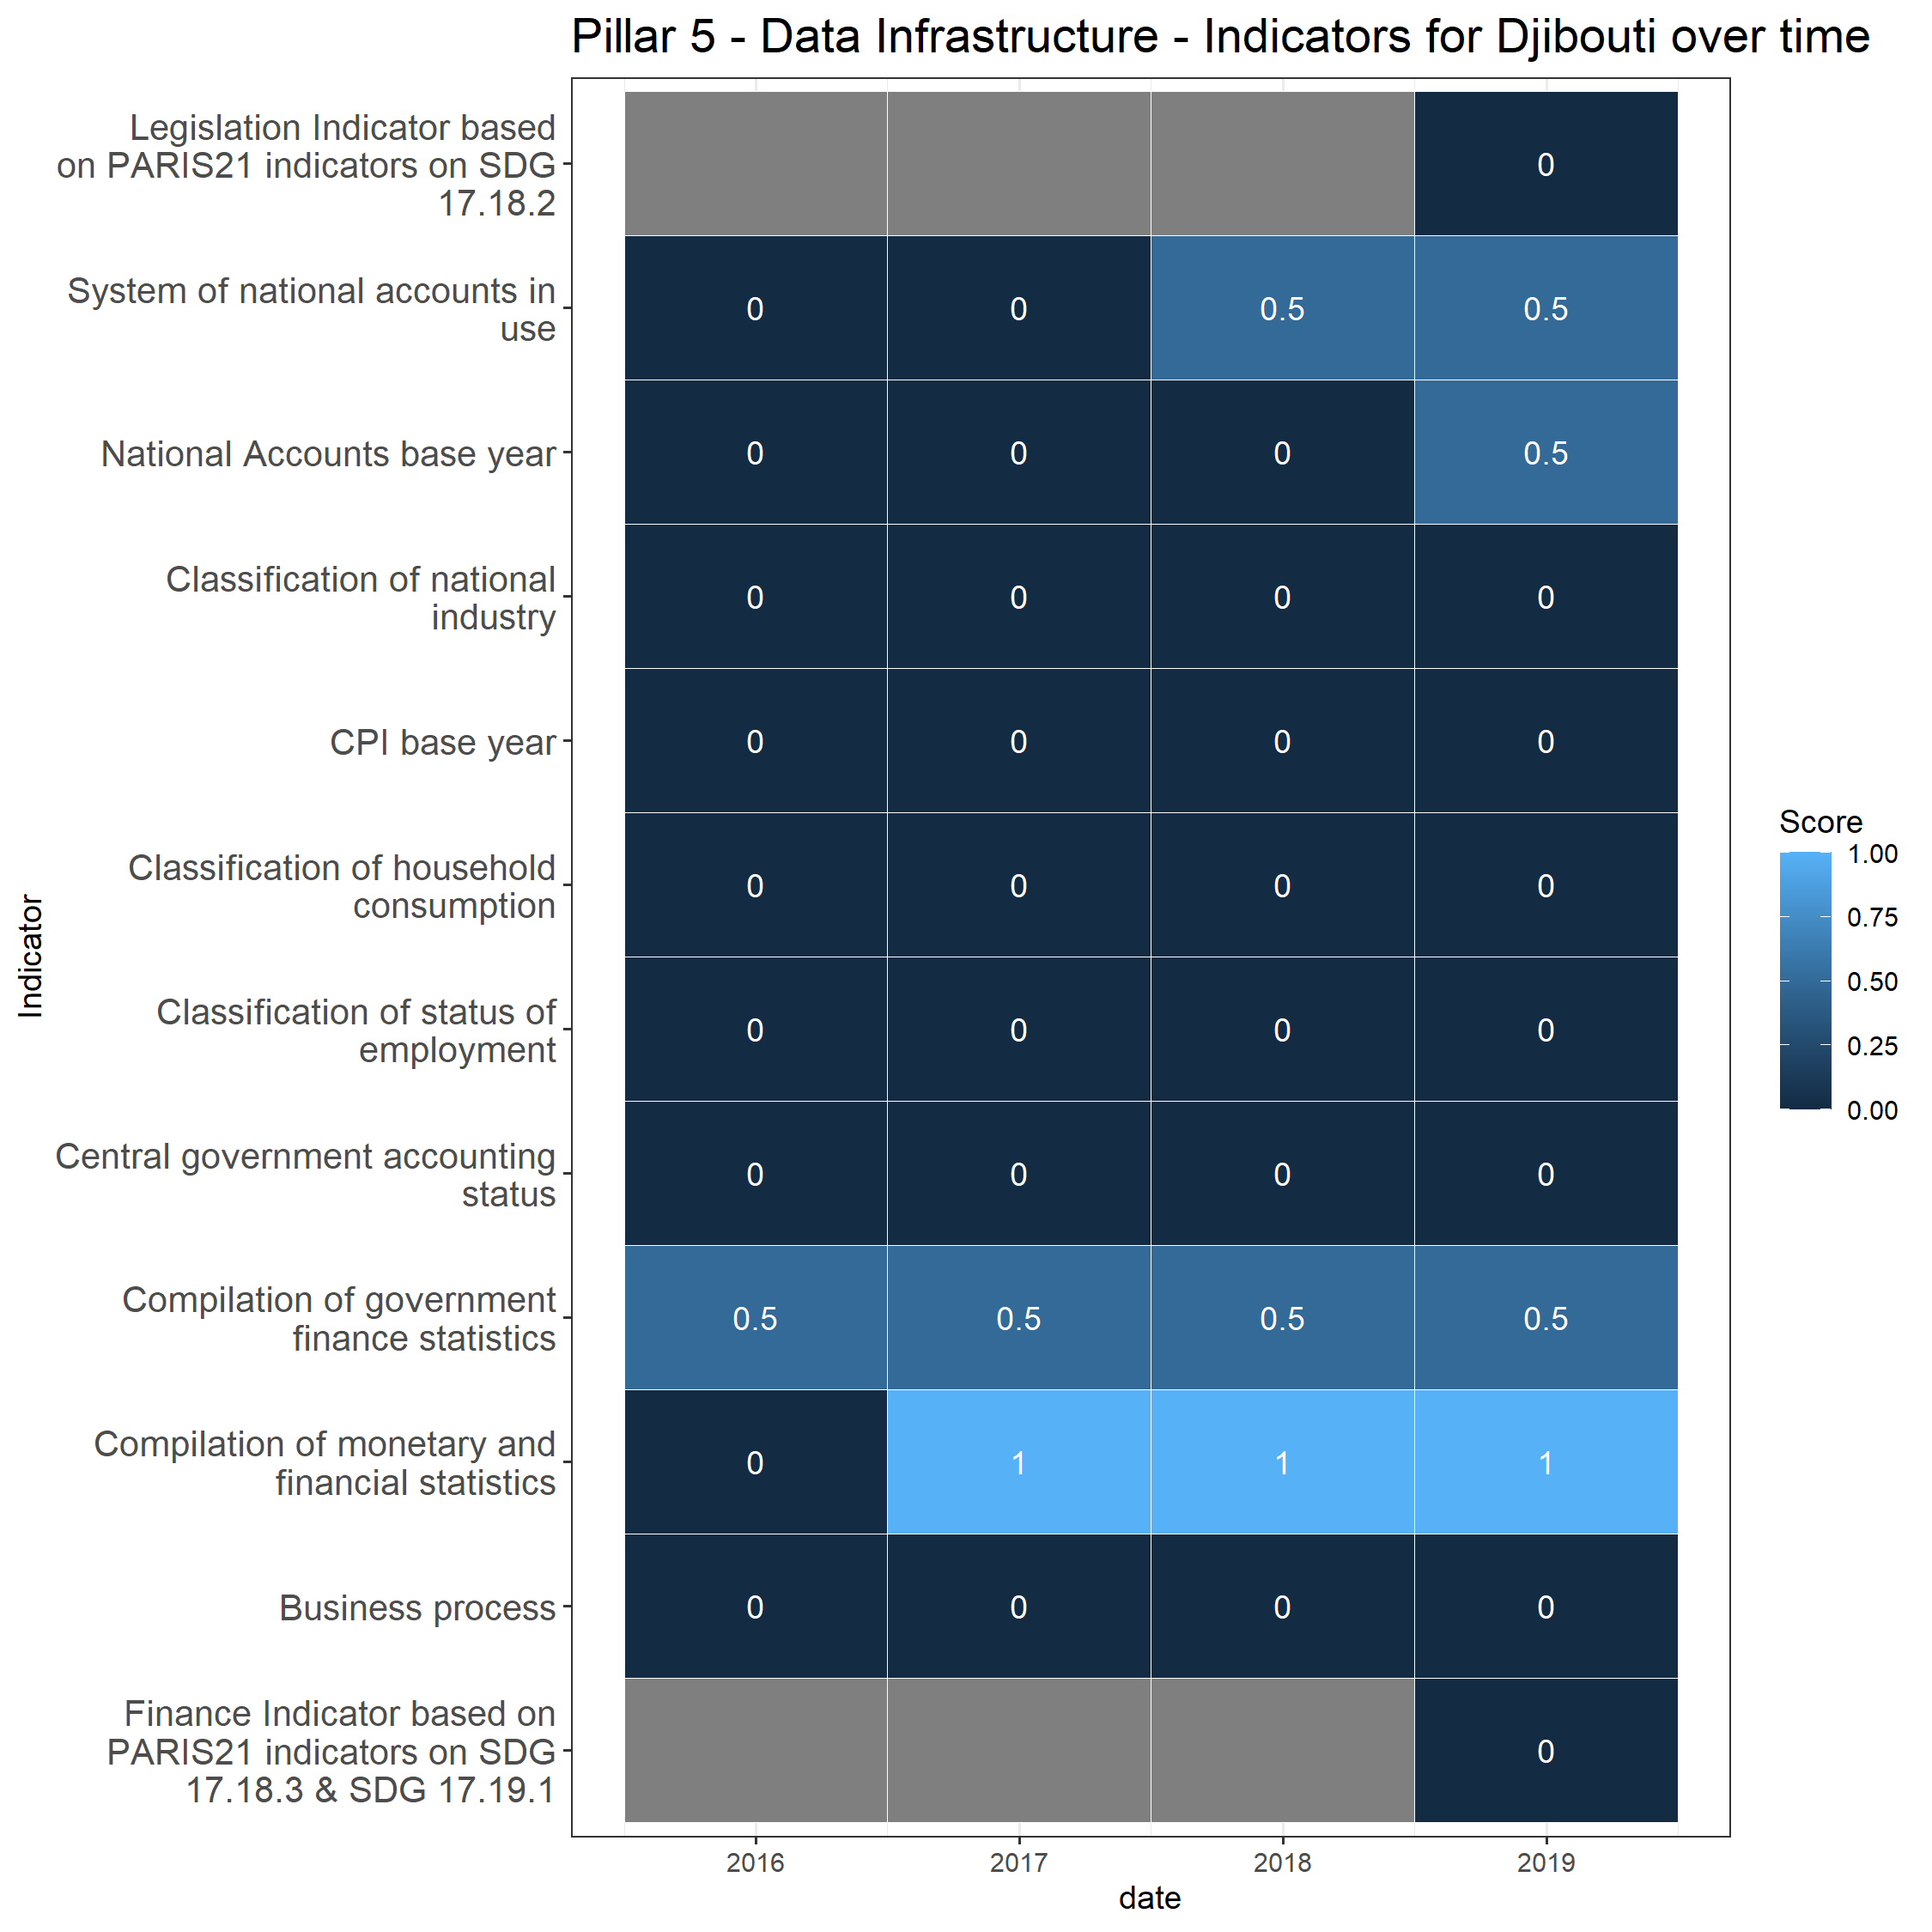 Pillar 5 - Data Infrastructure - Indicators for Djibouti over time
Indicator
Legislation Indicator based
on PARIS21 indicators on SDG
17.18.2
0
System of national accounts in
use
0 0 0.5 0.5
National Accounts base year
0 0 0 0.5
Classification of national
industry
0 0 0 0
CPI base year
0 0 0 0
Classification of household
consumption
0 0 0 0
Classification of status of
employment
0 0 0 0
Central government accounting
status
0 0 0 0
Compilation of government
finance statistics
0.5 0.5 0.5 0.5
Compilation of monetary and
financial statistics
0 1 1 1
Business process
0 0 0 0
Finance Indicator based on
PARIS21 indicators on SDG
17.18.3 & SDG 17.19.1
0
2016 2017 2018 2019
date
Score
1.00
0.75
0.50
0.25
0.00